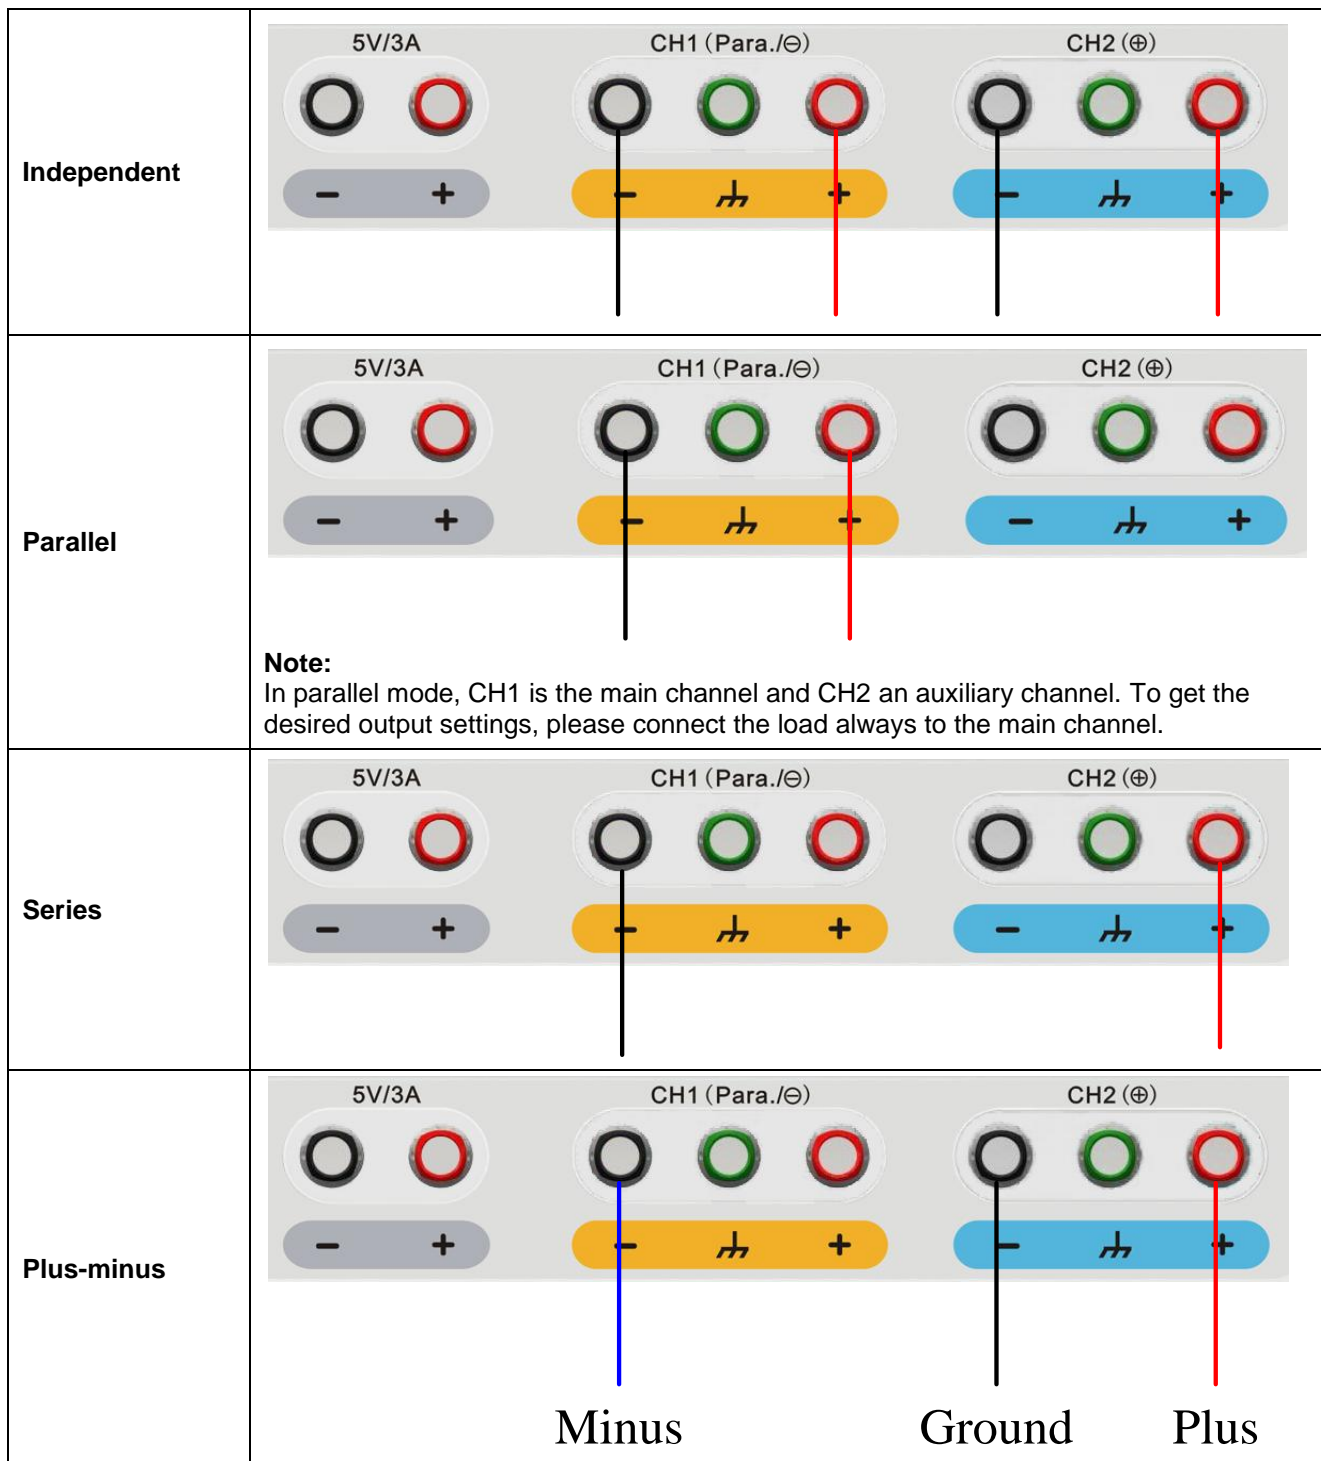 Independent
5V/3A CH1(Para./⊖) CH2(⊕)
− + − + − +
Parallel
5V/3A CH1(Para./⊖) CH2(⊕)
− + − + − +
Note:
In parallel mode, CH1 is the main channel and CH2 an auxiliary channel. To get the
desired output settings, please connect the load always to the main channel.
Series
5V/3A CH1(Para./⊖) CH2(⊕)
− + − + − +
Plus-minus
5V/3A CH1(Para./⊖) CH2(⊕)
− + − + − +
Minus Ground Plus